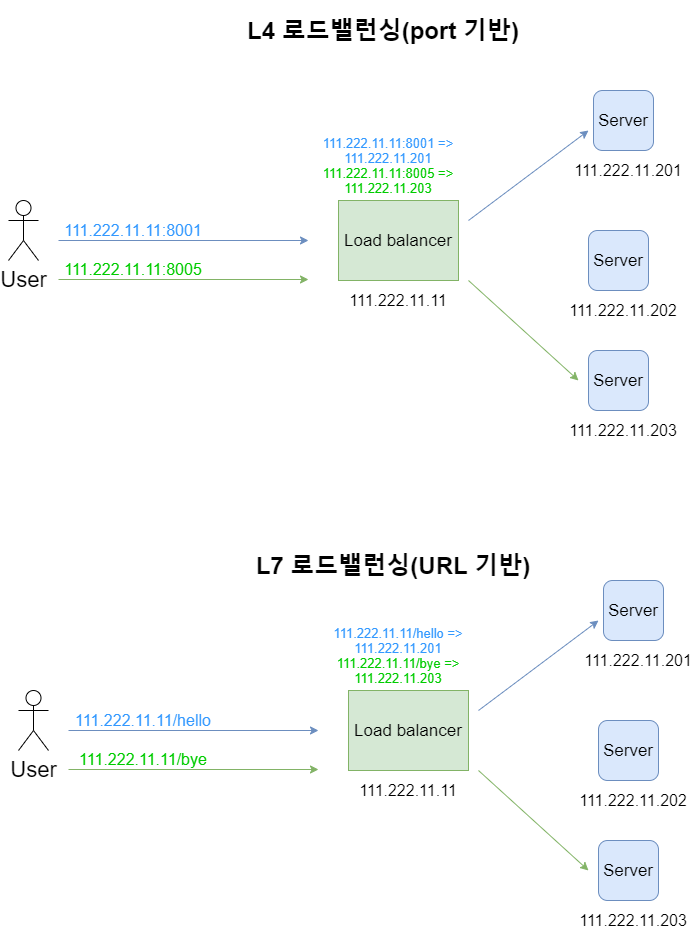 L4 로드밸런싱(port 기반)
Server
111.222.11.201
111.222.11.11:8001 =>
111.222.11.201
111.222.11.11:8005 =>
111.222.11.203
111.222.11.11:8001
Load balancer
Server
111.222.11.11:8005
User
111.222.11.11
111.222.11.202
Server
111.222.11.203
L7 로드밸런싱(URL 기반)
Server
111.222.11.201
111.222.11.11/hello =>
111.222.11.201
111.222.11.11/bye =>
111.222.11.203
111.222.11.11/hello
Load balancer
Server
111.222.11.11/bye
User
111.222.11.11
111.222.11.202
Server
111.222.11.203